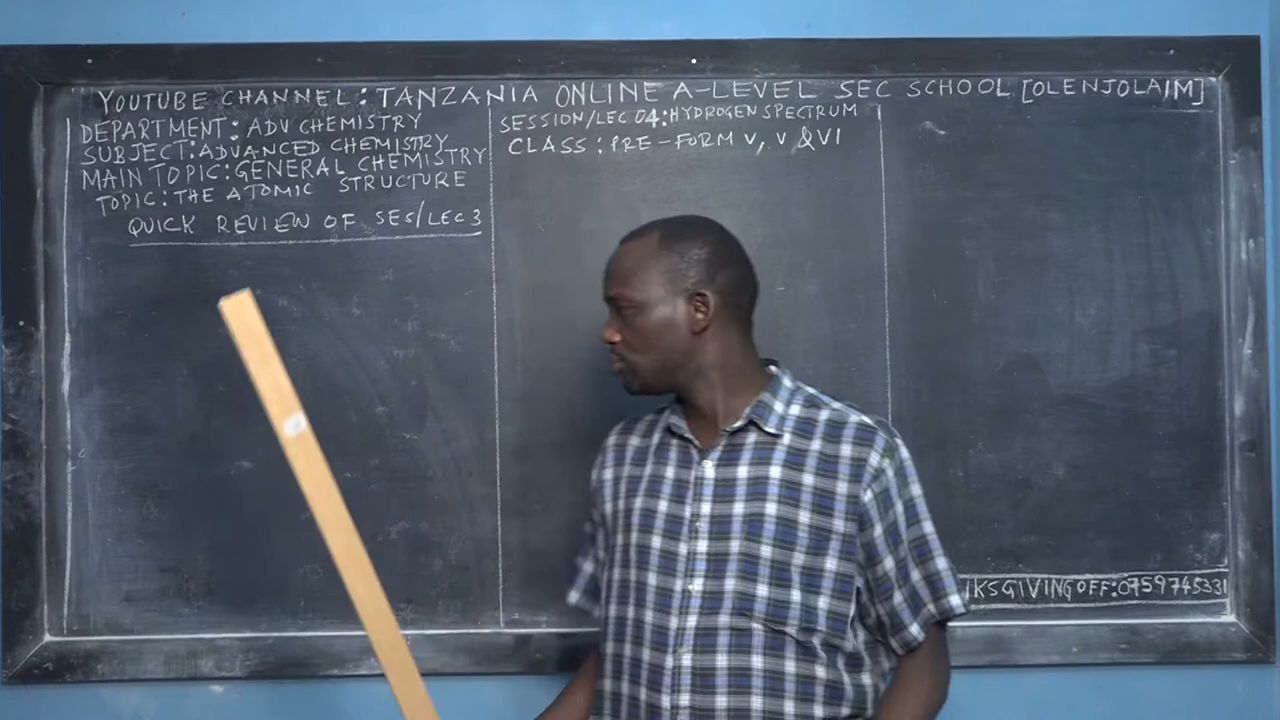 YOUTUBE CHANNEL: TANZANIA ONLINE A-LEVEL SEC SCHOOL [OLENJOLAIM]
DEPARTMENT: ADV CHEMISTRY
SUBJECT: ADVANCED CHEMISTRY
MAIN TOPIC: GENERAL CHEMISTRY
TOPIC: THE ATOMIC STRUCTURE
QUICK REVIEW OF SES/LEC 3
SESSION/LEC 04: HYDROGEN SPECTRUM
CLASS: PRE-FORM V, V & VI
KSGIVING OFF: 0759745331